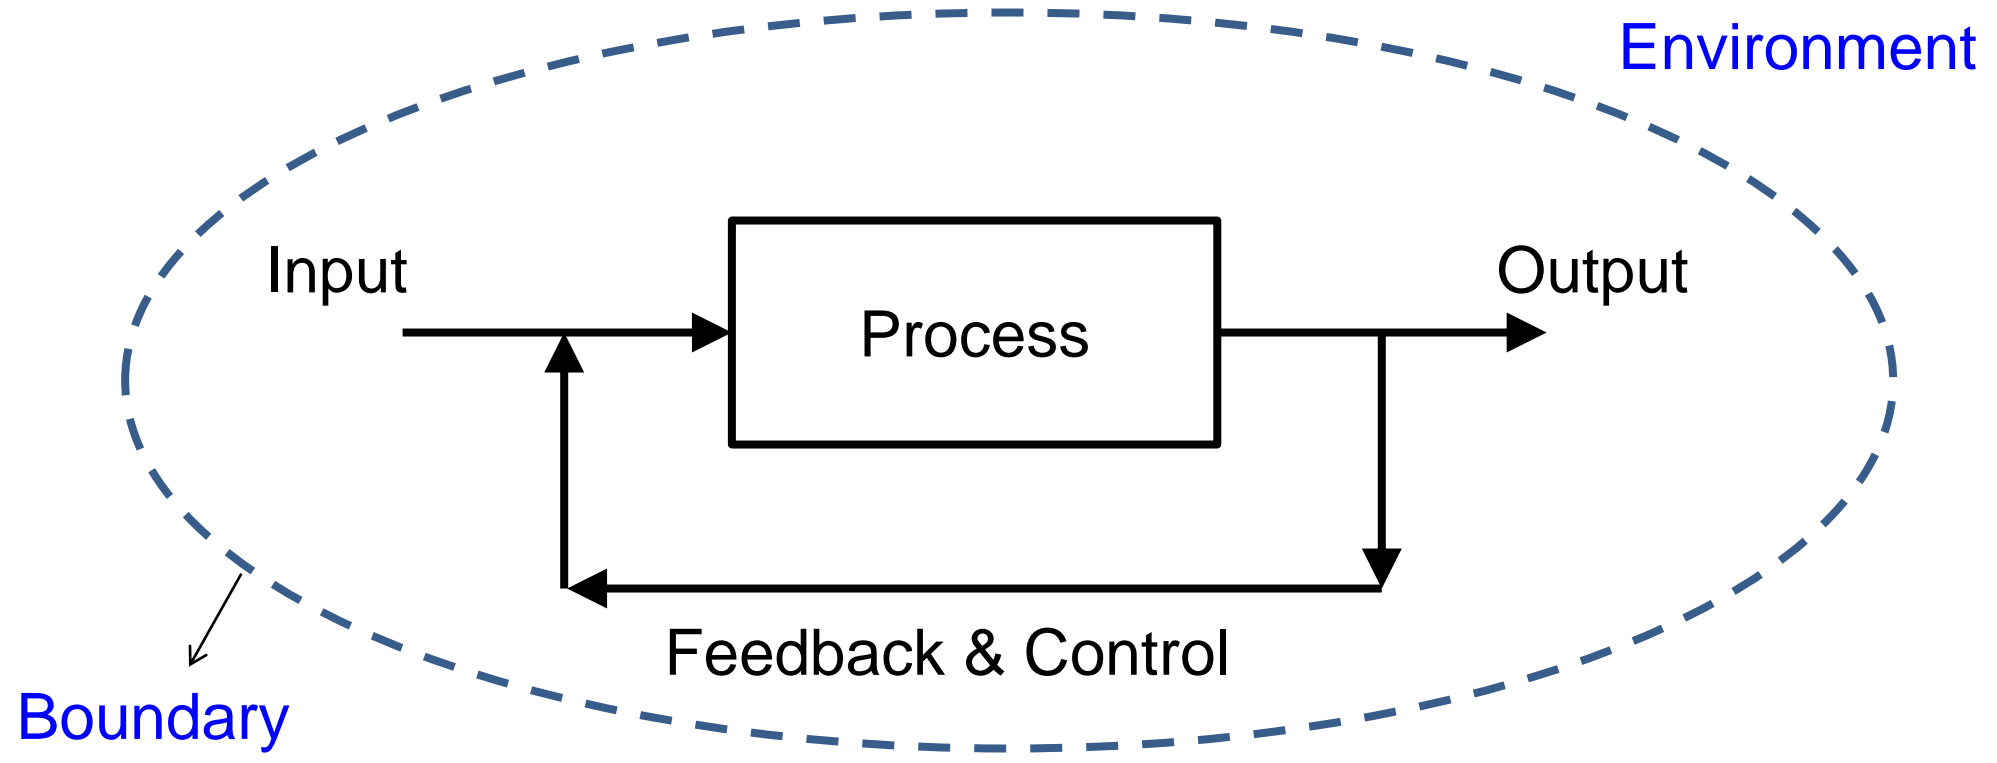 Environment
Input
Output
Process
Feedback & Control
Boundary